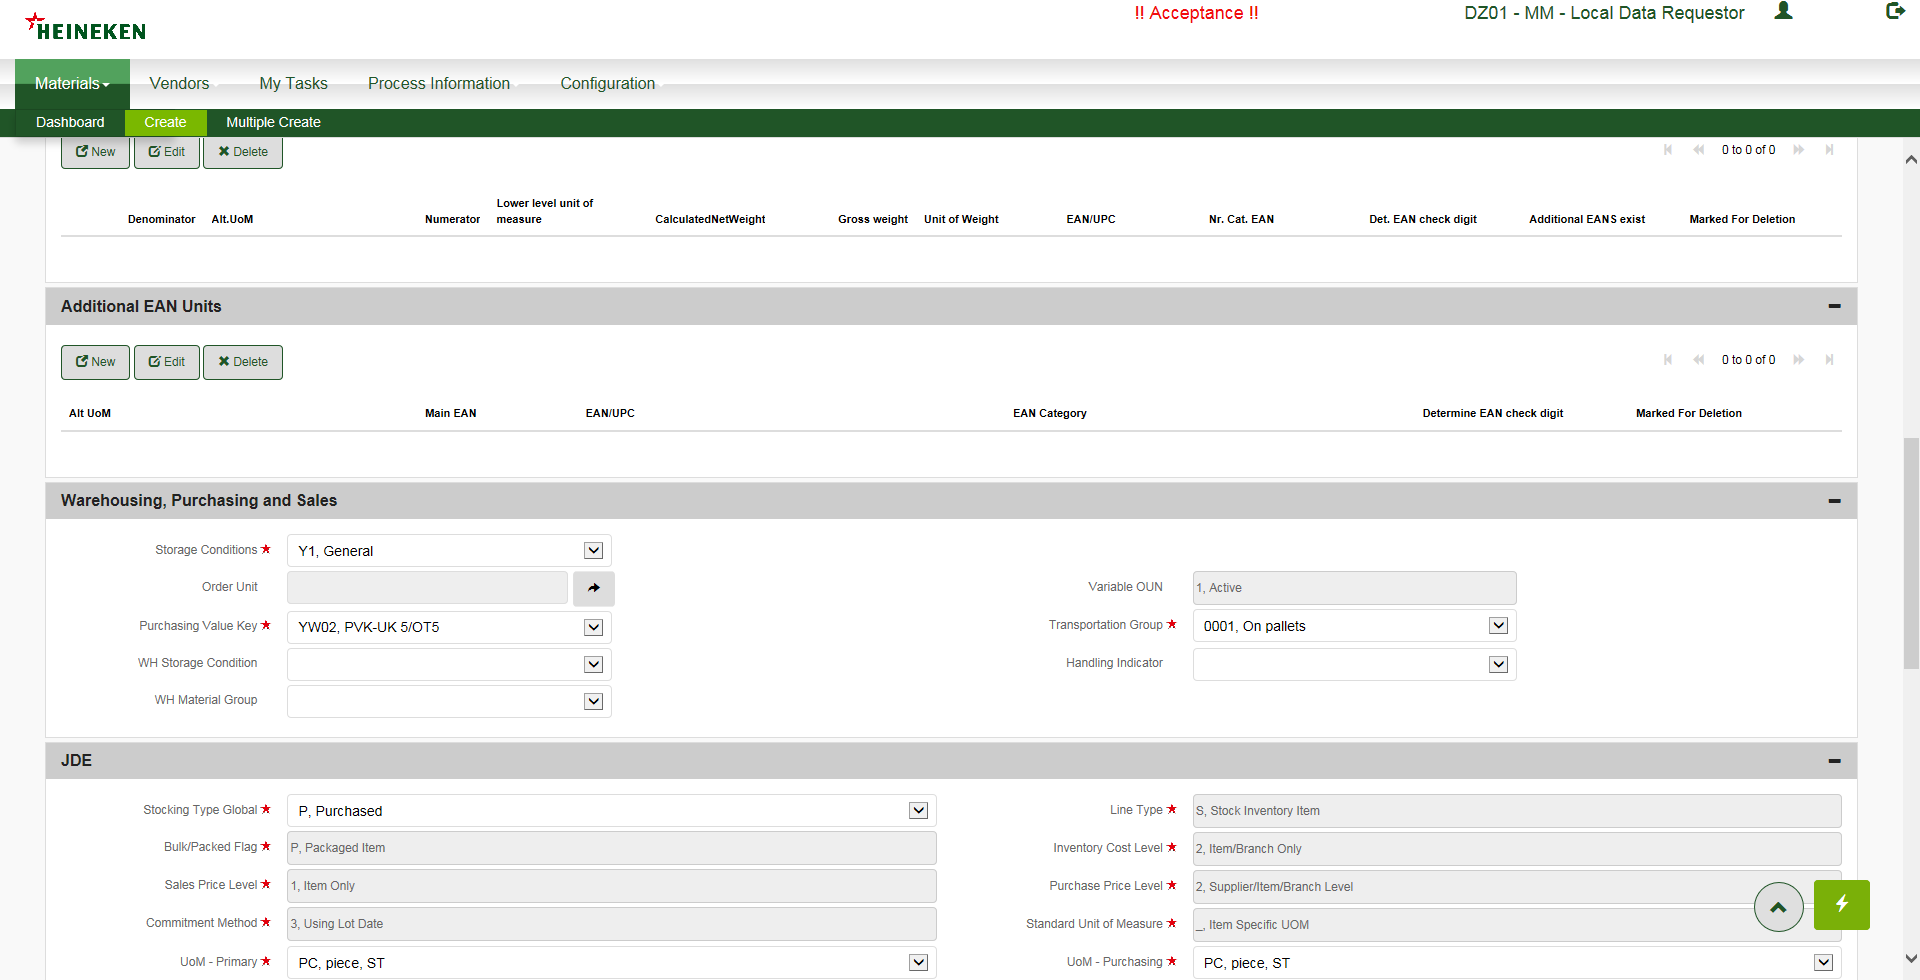 HEINEKEN
!! Acceptance !!
DZ01 - MM - Local Data Requestor
Materials
Vendors
My Tasks
Process Information
Configuration
Dashboard
Create
Multiple Create
New
Edit
Delete
0 to 0 of 0
Denominator
Alt.UoM
Numerator
Lower level unit of
measure
CalculatedNetWeight
Gross weight
Unit of Weight
EAN/UPC
Nr. Cat. EAN
Det. EAN check digit
Additional EANS exist
Marked For Deletion
Additional EAN Units
New
Edit
Delete
0 to 0 of 0
Alt UoM
Main EAN
EAN/UPC
EAN Category
Determine EAN check digit
Marked For Deletion
Warehousing, Purchasing and Sales
Storage Conditions
Y1, General
Order Unit
Variable OUN
1, Active
Purchasing Value Key
YW02, PVK-UK 5/OT5
Transportation Group
0001, On pallets
WH Storage Condition
Handling Indicator
WH Material Group
JDE
Stocking Type Global
P, Purchased
Line Type
S, Stock Inventory Item
Bulk/Packed Flag
P, Packaged Item
Inventory Cost Level
2, Item/Branch Only
Sales Price Level
1, Item Only
Purchase Price Level
2, Supplier/Item/Branch Level
Commitment Method
3, Using Lot Date
Standard Unit of Measure
_, Item Specific UOM
UoM - Primary
PC, piece, ST
UoM - Purchasing
PC, piece, ST